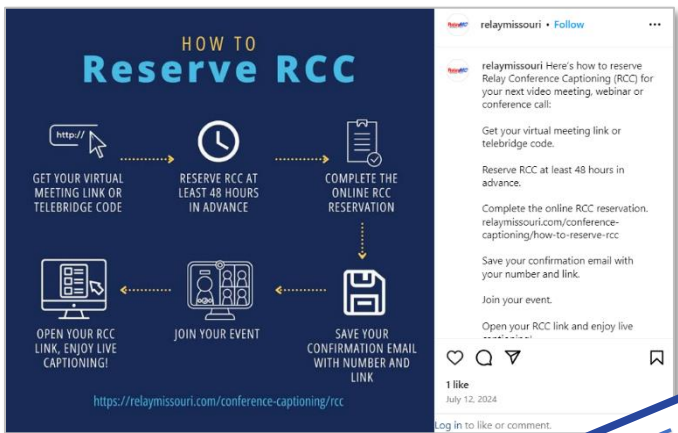 HOW TO
Reserve RCC
http://
GET YOUR VIRTUAL
MEETING LINK OR
TELEBRIDGE CODE
RESERVE RCC AT
LEAST 48 HOURS
IN ADVANCE
COMPLETE THE
ONLINE RCC
RESERVATION
OPEN YOUR RCC
LINK, ENJOY LIVE
CAPTIONING!
JOIN YOUR EVENT
SAVE YOUR
CONFIRMATION EMAIL
WITH NUMBER AND
LINK
https://relaymissouri.com/conference-captioning/rcc
relaymissouri • Follow
relaymissouri Here's how to reserve
Relay Conference Captioning (RCC) for
your next video meeting, webinar or
conference call:
Get your virtual meeting link or
telebridge code.
Reserve RCC at least 48 hours in
advance.
Complete the online RCC reservation.
relaymissouri.com/conference-
captioning/how-to-reserve-rcc
Save your confirmation email with
your number and link.
Join your event.
Open your RCC link and enjoy live
1 like
July 12, 2024
Log in to like or comment.